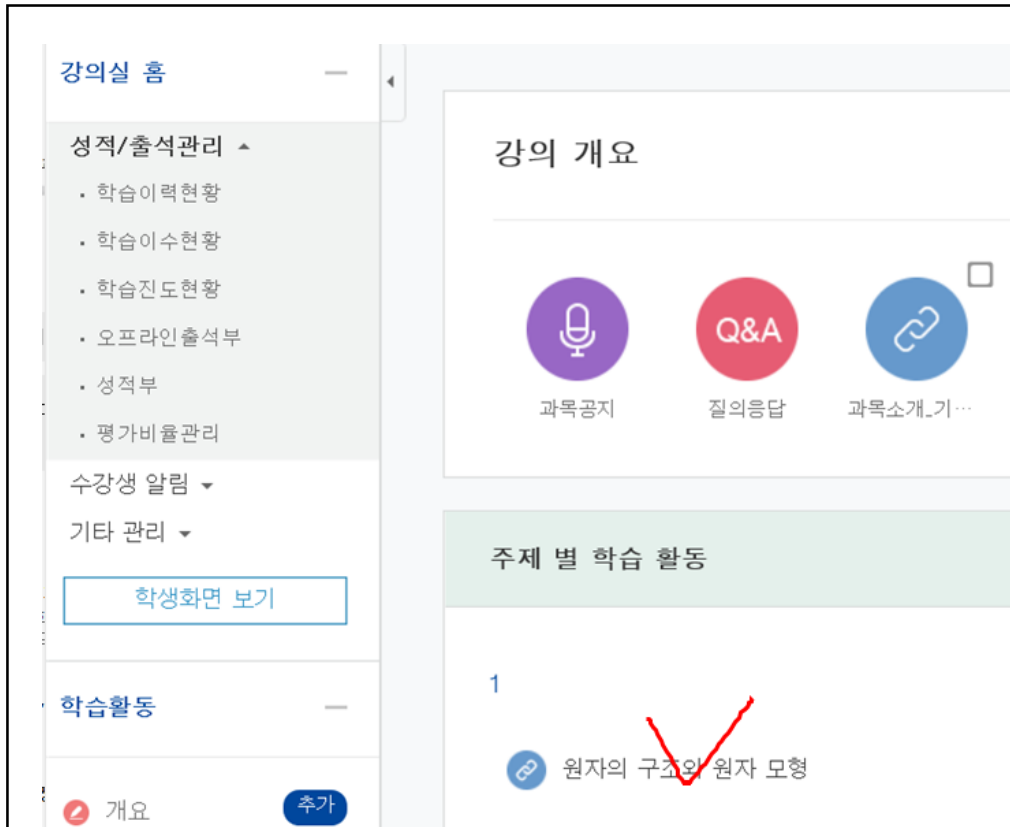 강의실 홈
성적/출석관리
학습이력현황
학습이수현황
학습진도현황
오프라인출석부
성적부
평가비율관리
수강생 알림
기타 관리
학생화면 보기
학습활동
개요
추가
강의 개요
Q&A
과목공지
질의응답
과목소개_기…
주제 별 학습 활동
1
원자의 구조와 원자 모형